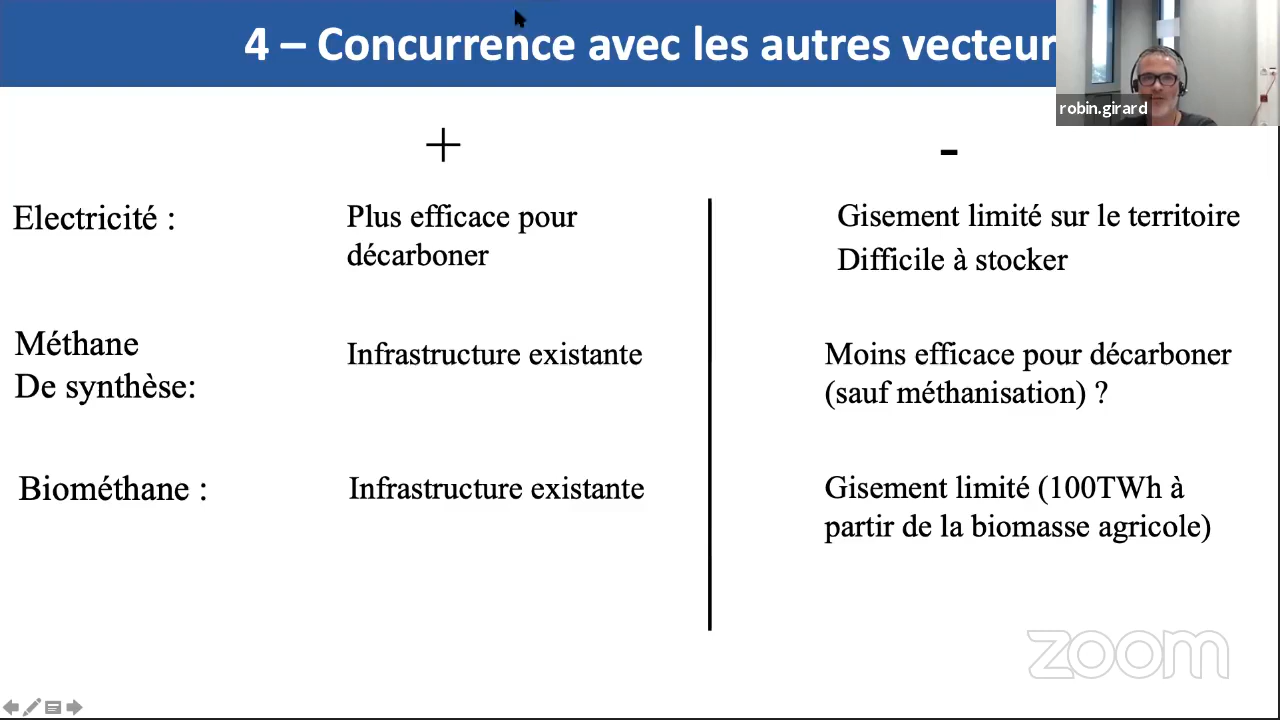 4 – Concurrence avec les autres vecteur
robin.girard
+
-
Electricité :
Plus efficace pour
décarboner
Gisement limité sur le territoire
Difficile à stocker
Méthane
De synthèse:
Infrastructure existante
Moins efficace pour décarboner
(sauf méthanisation) ?
Biométhane :
Infrastructure existante
Gisement limité (100TWh à
partir de la biomasse agricole)
zoom